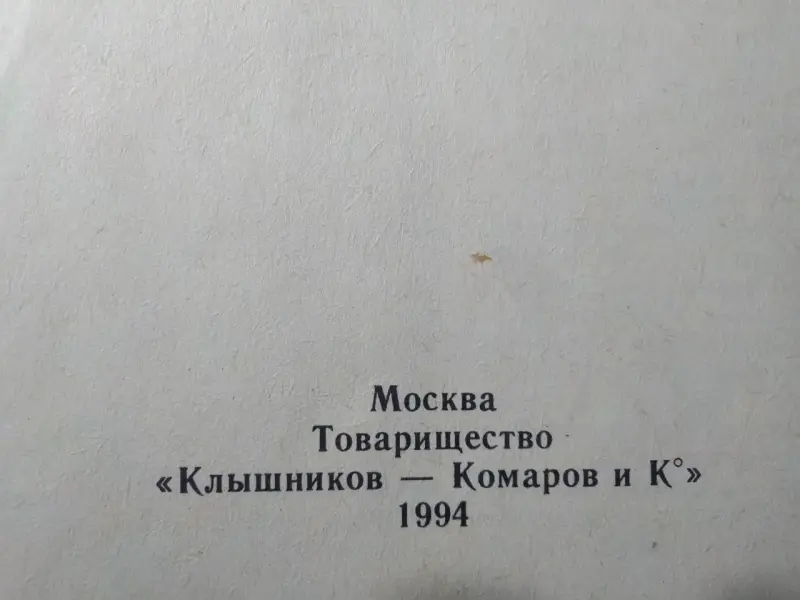 Москва
Товарищество
«Клышников — Комаров и К°»
1994